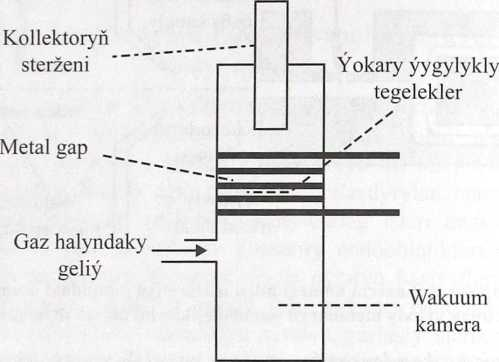 Kollektoryň
sterženi
Ýokary ýygylykly
tegelekler
Metal gap
Gaz halyndaky
geliý
Wakuum
kamera